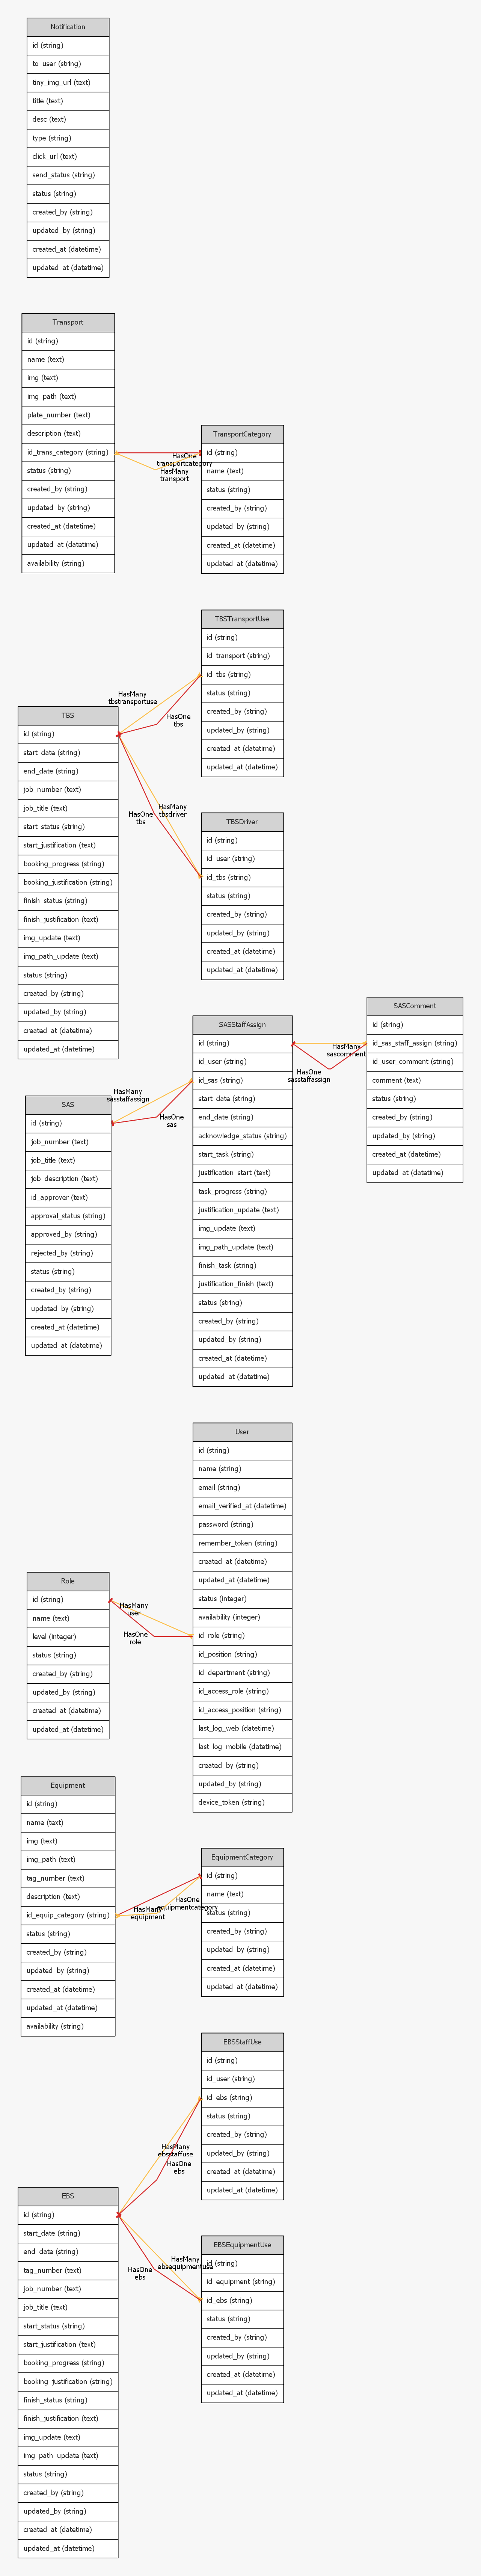 Notification
id (string)
to_user (string)
tiny_img_url (text)
title (text)
desc (text)
type (string)
click_url (text)
send_status (string)
status (string)
created_by (string)
updated_by (string)
created_at (datetime)
updated_at (datetime)
Transport
id (string)
name (text)
img (text)
img_path (text)
plate_number (text)
description (text)
id_trans_category (string)
status (string)
created_by (string)
updated_by (string)
created_at (datetime)
updated_at (datetime)
availability (string)
HasOne
transportcategory
HasMany
transport
TransportCategory
id (string)
name (text)
status (string)
created_by (string)
updated_by (string)
created_at (datetime)
updated_at (datetime)
TBSTransportUse
id (string)
id_transport (string)
id_tbs (string)
status (string)
created_by (string)
updated_by (string)
created_at (datetime)
updated_at (datetime)
HasMany
tbstransportuse
HasOne
tbs
TBS
id (string)
start_date (string)
end_date (string)
job_number (text)
job_title (text)
start_status (string)
start_justification (text)
booking_progress (string)
booking_justification (string)
finish_status (string)
finish_justification (text)
img_update (text)
img_path_update (text)
status (string)
created_by (string)
updated_by (string)
created_at (datetime)
updated_at (datetime)
HasMany
tbsdriver
HasOne
tbs
TBSDriver
id (string)
id_user (string)
id_tbs (string)
status (string)
created_by (string)
updated_by (string)
created_at (datetime)
updated_at (datetime)
SASStaffAssign
id (string)
id_user (string)
id_sas (string)
start_date (string)
end_date (string)
acknowledge_status (string)
start_task (string)
justification_start (text)
task_progress (string)
justification_update (text)
img_update (text)
img_path_update (text)
finish_task (string)
justification_finish (text)
status (string)
created_by (string)
updated_by (string)
created_at (datetime)
updated_at (datetime)
HasMany
sascomment
HasOne
sasstaffassign
SASComment
id (string)
id_sas_staff_assign (string)
id_user_comment (string)
comment (text)
status (string)
created_by (string)
updated_by (string)
created_at (datetime)
updated_at (datetime)
HasMany
sasstaffassign
HasOne
sas
SAS
id (string)
job_number (text)
job_title (text)
job_description (text)
id_approver (text)
approval_status (string)
approved_by (string)
rejected_by (string)
status (string)
created_by (string)
updated_by (string)
created_at (datetime)
updated_at (datetime)
User
id (string)
name (string)
email (string)
email_verified_at (datetime)
password (string)
remember_token (string)
created_at (datetime)
updated_at (datetime)
status (integer)
availability (integer)
id_role (string)
id_position (string)
id_department (string)
id_access_role (string)
id_access_position (string)
last_log_web (datetime)
last_log_mobile (datetime)
created_by (string)
updated_by (string)
device_token (string)
HasMany
user
HasOne
role
Role
id (string)
name (text)
level (integer)
status (string)
created_by (string)
updated_by (string)
created_at (datetime)
updated_at (datetime)
Equipment
id (string)
name (text)
img (text)
img_path (text)
tag_number (text)
description (text)
id_equip_category (string)
status (string)
created_by (string)
updated_by (string)
created_at (datetime)
updated_at (datetime)
availability (string)
HasOne
equipmentcategory
HasMany
equipment
EquipmentCategory
id (string)
name (text)
status (string)
created_by (string)
updated_by (string)
created_at (datetime)
updated_at (datetime)
EBSStaffUse
id (string)
id_user (string)
id_ebs (string)
status (string)
created_by (string)
updated_by (string)
created_at (datetime)
updated_at (datetime)
HasMany
ebsstaffuse
HasOne
ebs
EBS
id (string)
start_date (string)
end_date (string)
tag_number (text)
job_number (text)
job_title (text)
start_status (string)
start_justification (text)
booking_progress (string)
booking_justification (string)
finish_status (string)
finish_justification (text)
img_update (text)
img_path_update (text)
status (string)
created_by (string)
updated_by (string)
created_at (datetime)
updated_at (datetime)
HasMany
ebsequipmentuse
HasOne
ebs
EBSEquipmentUse
id (string)
id_equipment (string)
id_ebs (string)
status (string)
created_by (string)
updated_by (string)
created_at (datetime)
updated_at (datetime)